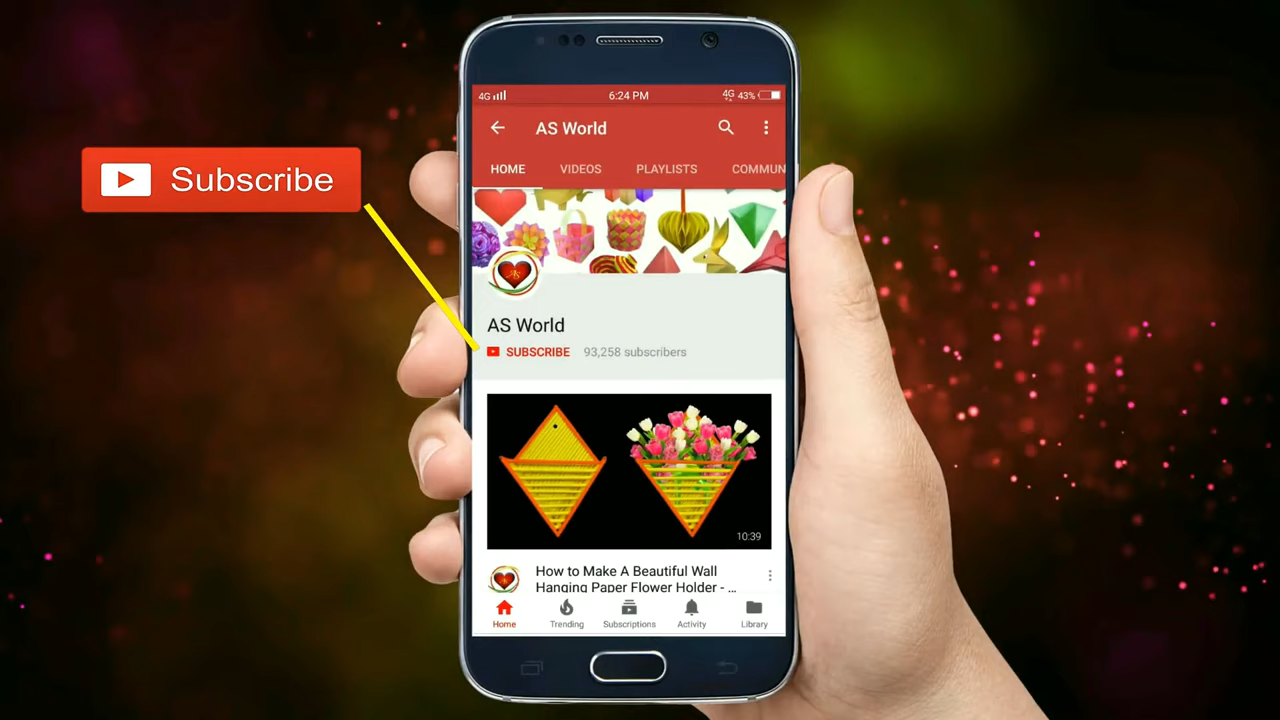 4G
6:24 PM
4G 43%
AS World
HOME VIDEOS PLAYLISTS COMMUN
Subscribe
AS
AS World
SUBSCRIBE 93,258 subscribers
10:39
How to Make A Beautiful Wall
Hanging Paper Flower Holder - ...
Home Trending Subscriptions Activity Library